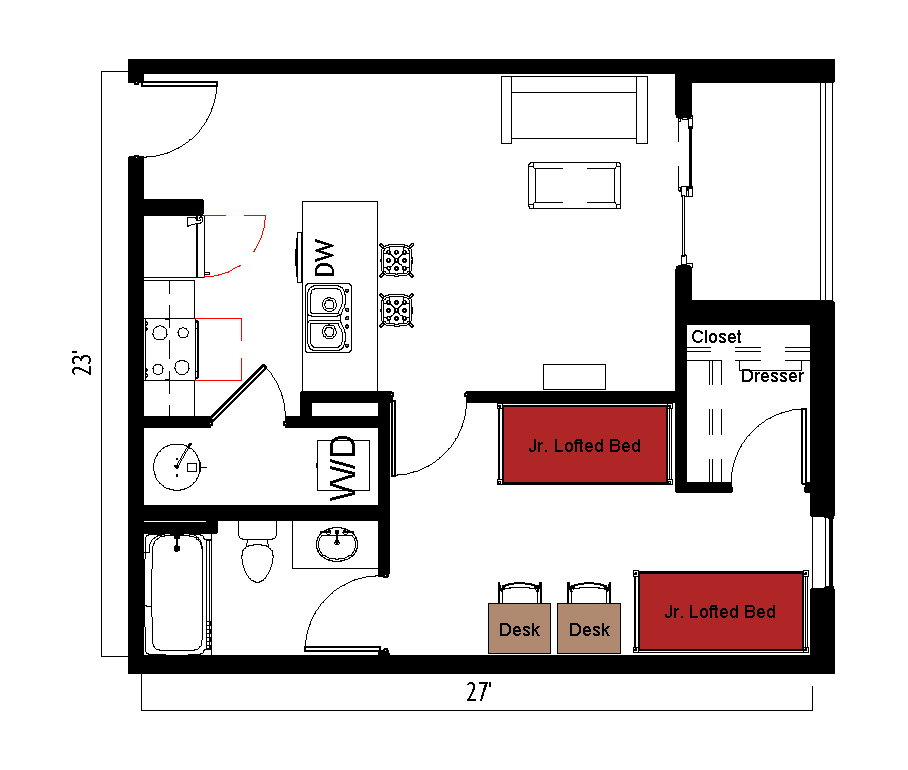 DW
23'
Closet
Dresser
Jr. Lofted Bed
W/D
Jr. Lofted Bed
Desk
Desk
27'